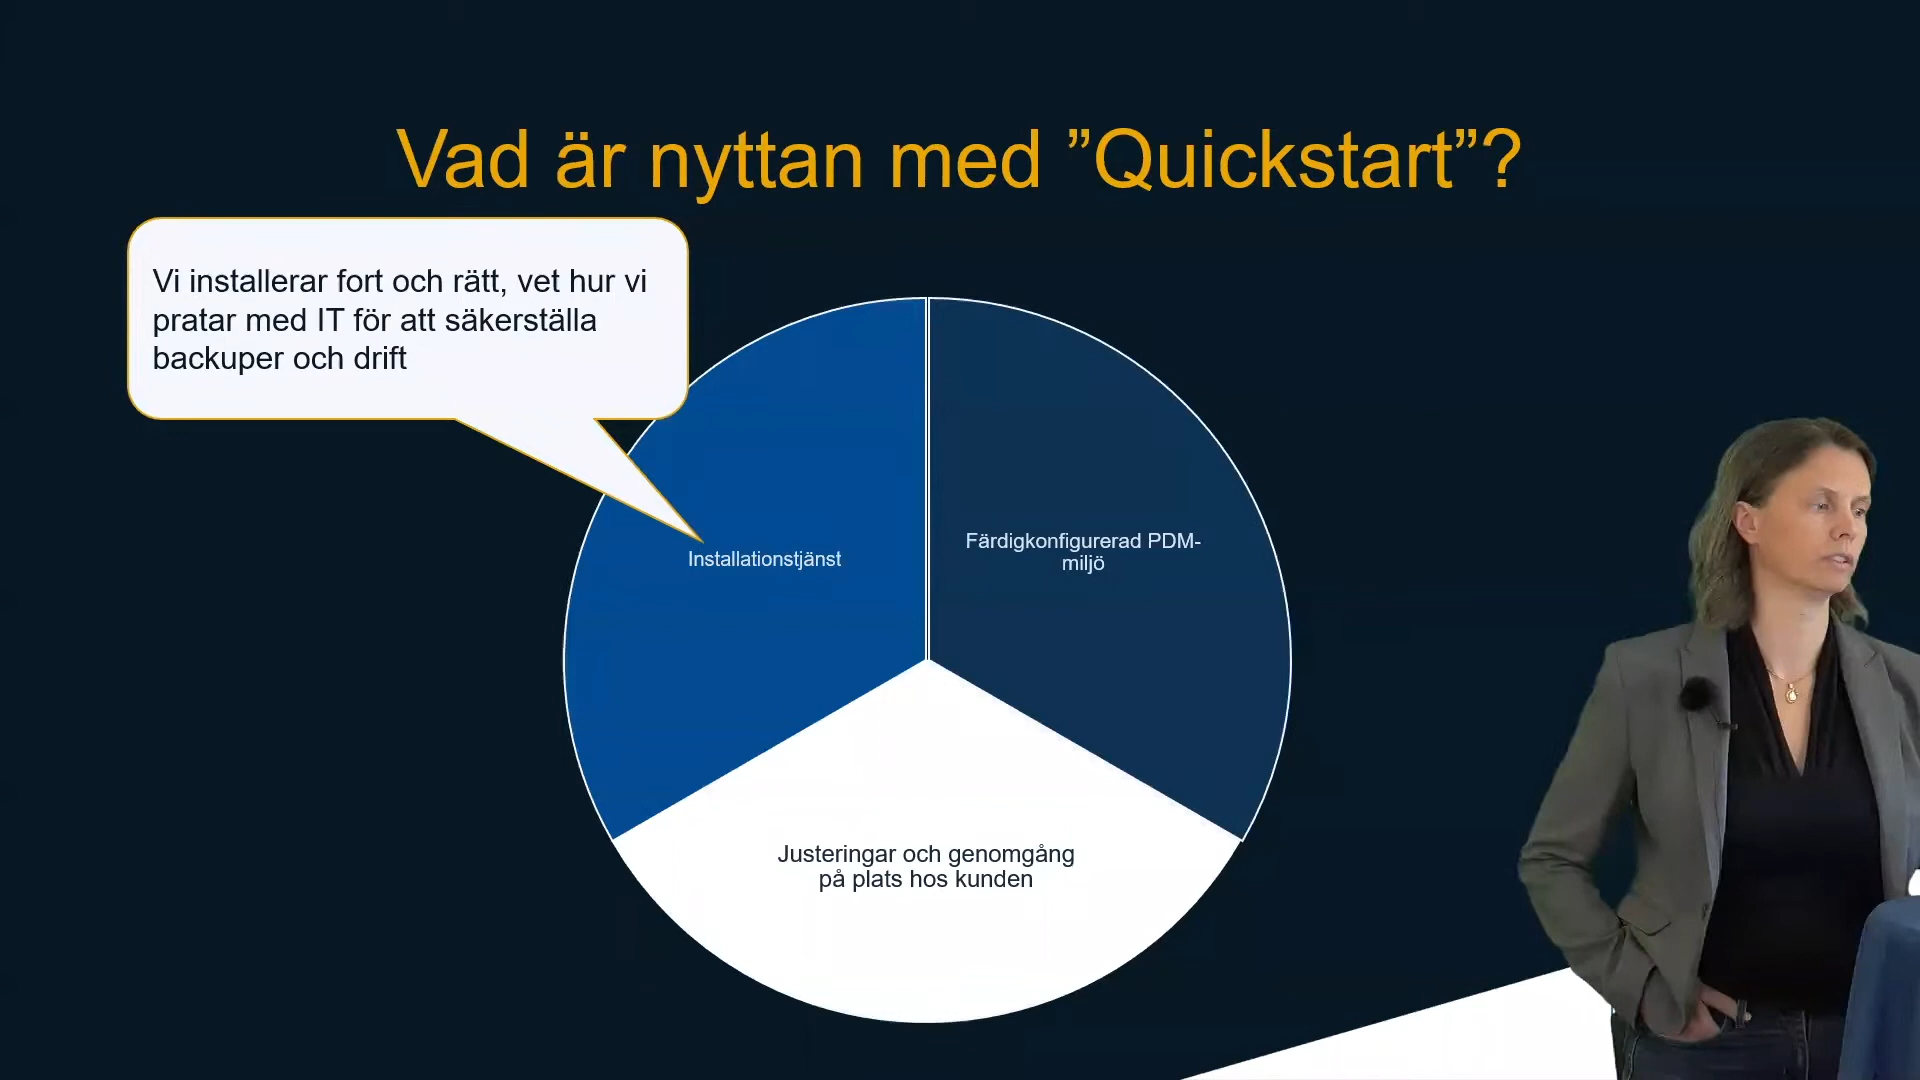 Vad är nyttan med ”Quickstart”?
Vi installerar fort och rätt, vet hur vi
pratar med IT för att säkerställa
backuper och drift
Installationstjänst
Färdigkonfigurerad PDM-
miljö
Justeringar och genomgång
på plats hos kunden